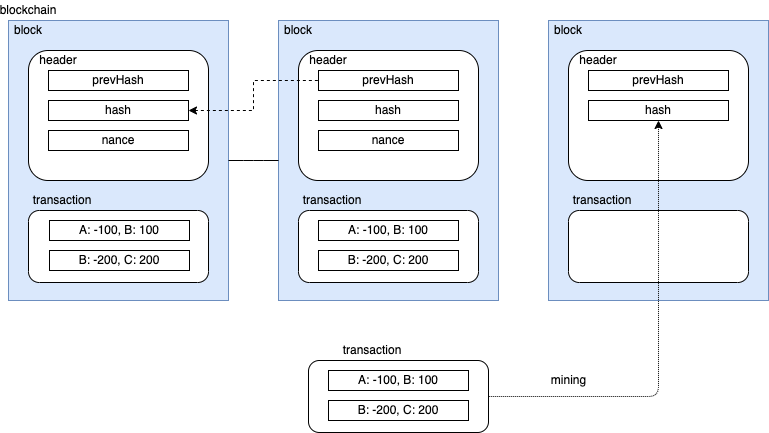 blockchain
block
header
prevHash
hash
nance
transaction
A: -100, B: 100
B: -200, C: 200
block
header
prevHash
hash
nance
transaction
A: -100, B: 100
B: -200, C: 200
block
header
prevHash
hash
transaction
transaction
A: -100, B: 100
B: -200, C: 200
mining